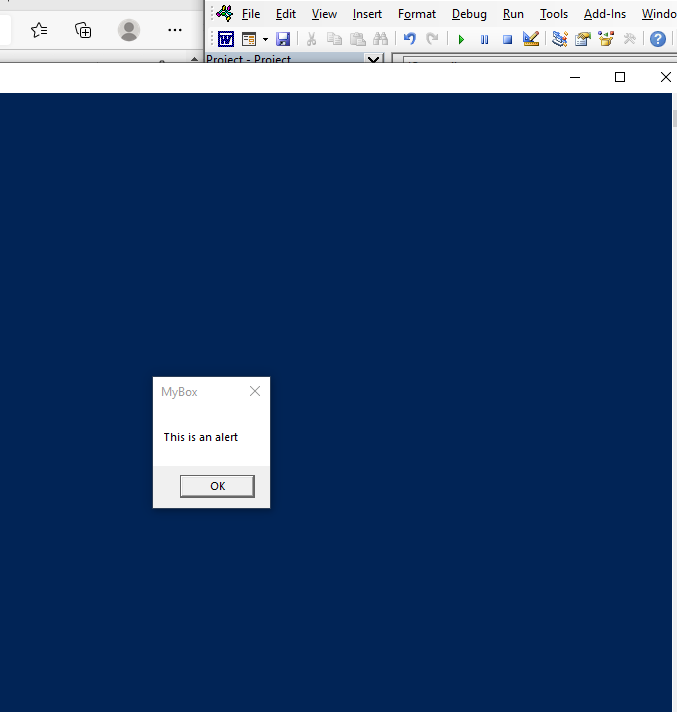 File Edit View Insert Format Debug Run Tools Add-Ins Windo
W
Project - Project
MyBox
This is an alert
OK